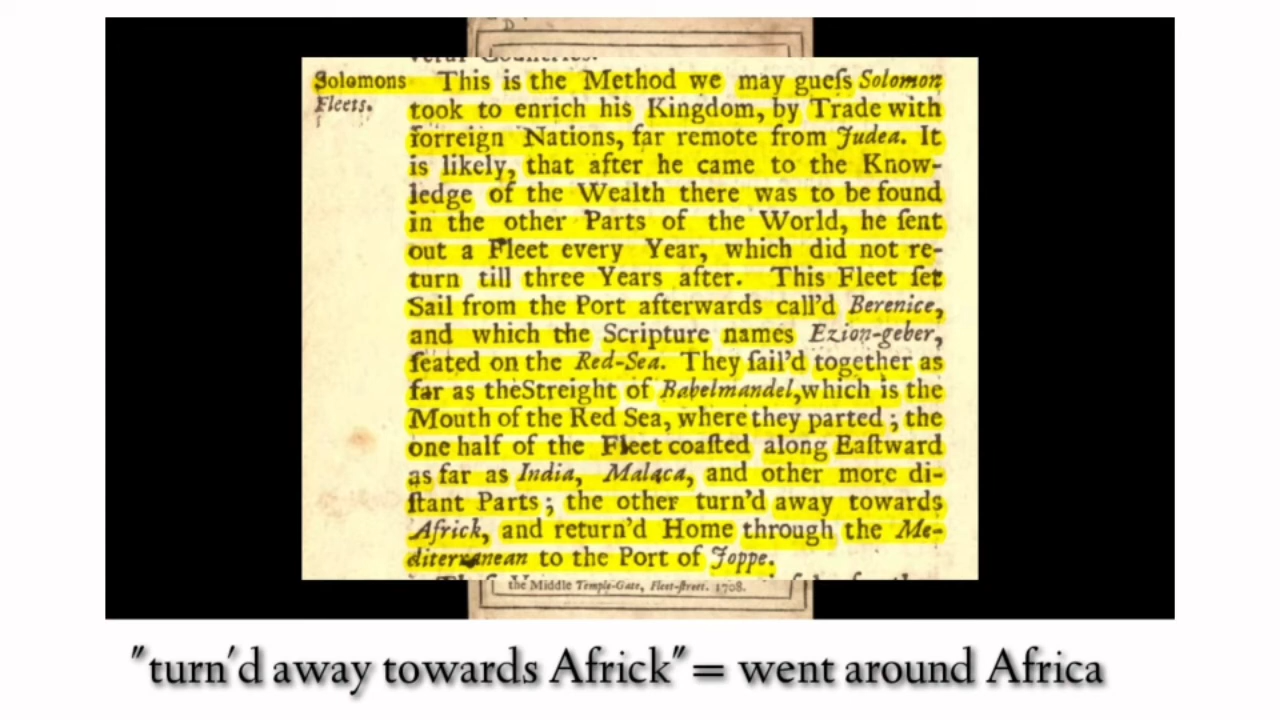 Solomons This is the Method we may gueſs Solomon
Fleets. took to enrich his Kingdom, by Trade with
forreign Nations, far remote from Judea. It
is likely, that after he came to the Know-
ledge of the Wealth there was to be found
in the other Parts of the World, he ſent
out a Fleet every Year, which did not re-
turn till three Years after. This Fleet ſet
Sail from the Port afterwards call'd Berenice,
and which the Scripture names Ezion-geber,
ſeated on the Red-Sea. They ſail'd together as
far as theStreight of Babelmandel,which is the
Mouth of the Red Sea, where they parted ; the
one half of the Fleet coaſted along Eaſtward
as far as India, Malaca, and other more di-
ſtant Parts ; the other turn'd away towards
Africk, and return'd Home through the Me-
diterranean to the Port of Joppe.
the Middle Temple-Gate, Fleet-ſtreet. 1708.
"turn'd away towards Africk" = went around Africa